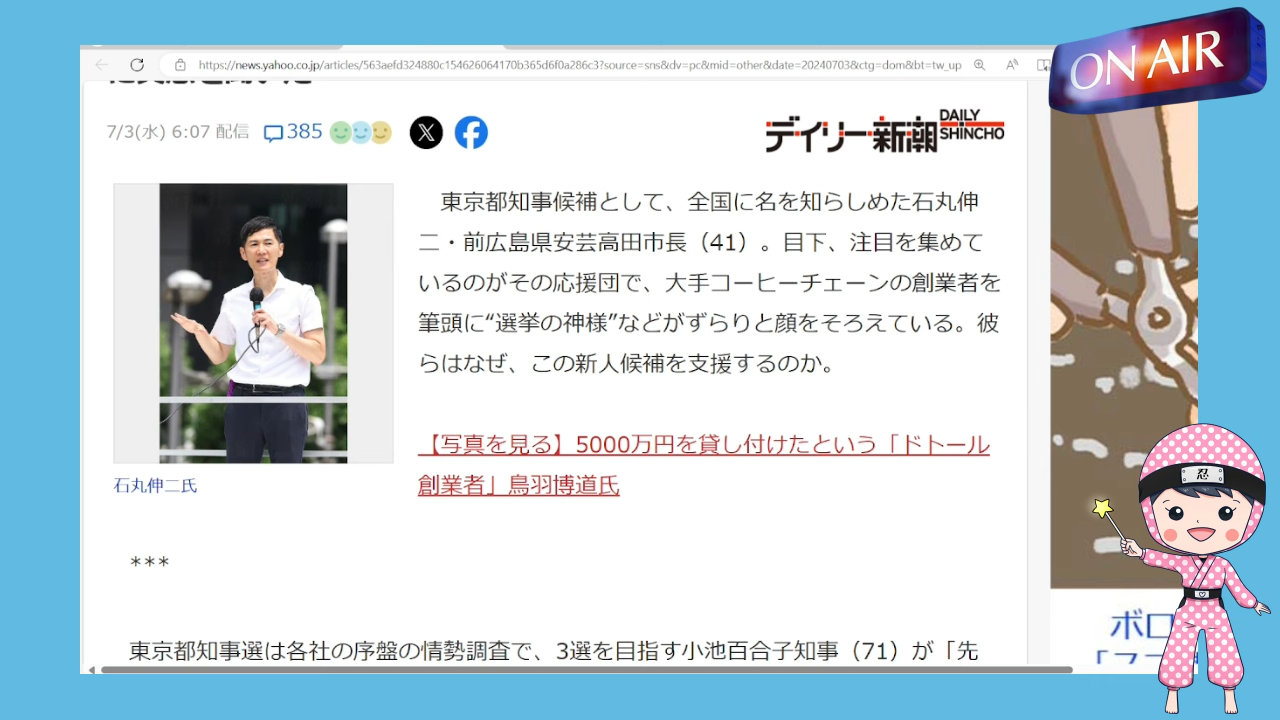 https://news.yahoo.co.jp/articles/563aefd324880c154626064170b365d6f0a286c3?source=sns&dv=pc&mid=other&date=20240703&ctg=dom&bt=tw_up
ON AIR
7/3(水) 6:07 配信 385
デイリー新潮 DAILY SHINCHO
東京都知事候補として、全国に名を知らしめた石丸伸
二・前広島県安芸高田市長（41）。目下、注目を集めて
いるのがその応援団で、大手コーヒーチェーンの創業者を
筆頭に“選挙の神様”などがずらりと顔をそろえている。彼
らはなぜ、この新人候補を支援するのか。
【写真を見る】5000万円を貸し付けたという「ドトール
創業者」鳥羽博道氏
石丸伸二氏
***
東京都知事選は各社の序盤の情勢調査で、3選を目指す小池百合子知事（71）が「先
忍
ボロ